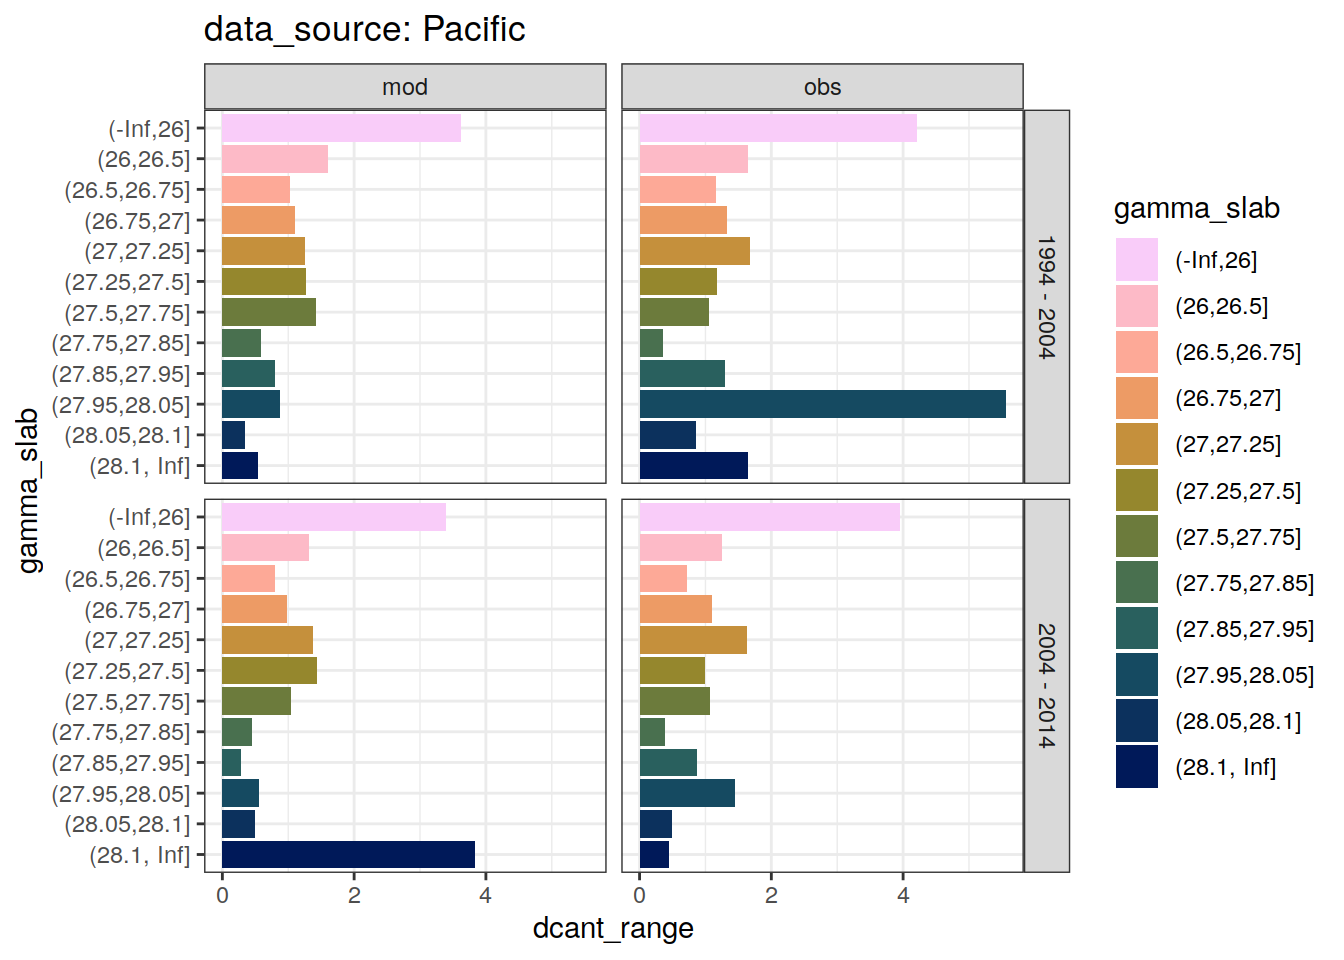 data_source: Pacific
mod
obs
gamma_slab
(-Inf,26]
(26,26.5]
(26.5,26.75]
(26.75,27]
(27,27.25]
(27.25,27.5]
(27.5,27.75]
(27.75,27.85]
(27.85,27.95]
(27.95,28.05]
(28.05,28.1]
(28.1, Inf]
1994 - 2004
(-Inf,26]
(26,26.5]
(26.5,26.75]
(26.75,27]
(27,27.25]
(27.25,27.5]
(27.5,27.75]
(27.75,27.85]
(27.85,27.95]
(27.95,28.05]
(28.05,28.1]
(28.1, Inf]
2004 - 2014
0 2 4
0 2 4
dcant_range
gamma_slab
(-Inf,26]
(26,26.5]
(26.5,26.75]
(26.75,27]
(27,27.25]
(27.25,27.5]
(27.5,27.75]
(27.75,27.85]
(27.85,27.95]
(27.95,28.05]
(28.05,28.1]
(28.1, Inf]